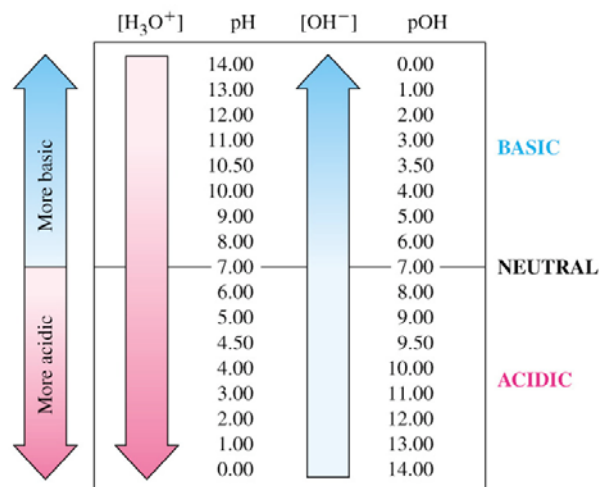 [H₃O⁺] pH [OH⁻] pOH
14.00 0.00
13.00 1.00
12.00 2.00
11.00 3.00
BASIC
10.50 3.50
10.00 4.00
9.00 5.00
8.00 6.00
More basic
7.00 7.00 NEUTRAL
6.00 8.00
5.00 9.00
4.50 9.50
4.00 10.00
ACIDIC
3.00 11.00
2.00 12.00
1.00 13.00
0.00 14.00
More acidic